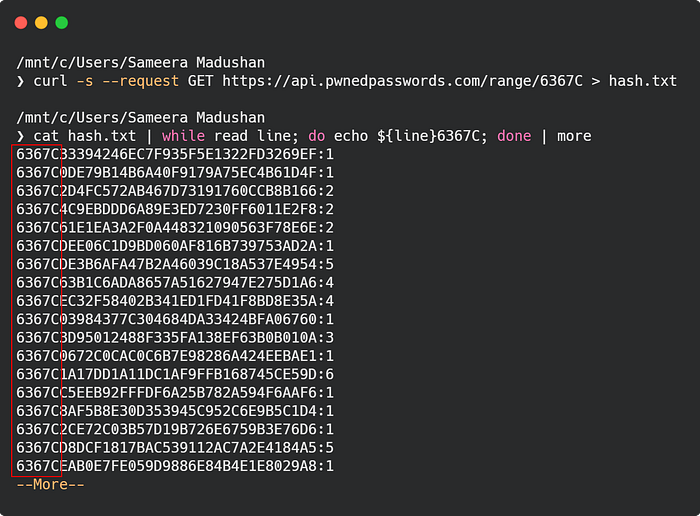 /mnt/c/Users/Sameera Madushan
❯ curl -s --request GET https://api.pwnedpasswords.com/range/6367C > hash.txt
/mnt/c/Users/Sameera Madushan
❯ cat hash.txt | while read line; do echo ${line}6367C; done | more
6367C33394246EC7F935F5E1322FD3269EF:1
6367C0DE79B14B6A40F9179A75EC4B61D4F:1
6367C2D4FC572AB467D73191760CCB8B166:2
6367C4C9EBDDD6A89E3ED7230FF6011E2F8:2
6367C61E1EA3A2F0A448321090563F78E6E:2
6367CDEE06C1D9BD060AF816B739753AD2A:1
6367CDE3B6AFA47B2A46039C18A537E4954:5
6367C63B1C6ADA8657A51627947E275D1A6:4
6367CEC32F58402B341ED1FD41F8BD8E35A:4
6367C03984377C304684DA33424BFA06760:1
6367C3D95012488F335FA138EF63B0B010A:3
6367C0672C0CAC0C6B7E98286A424EEBAE1:1
6367C1A17DD1A11DC1AF9FFB168745CE59D:6
6367CC5EEB92FFFDF6A25B782A594F6AAF6:1
6367C8AF5B8E30D353945C952C6E9B5C1D4:1
6367C2CE72C03B57D19B726E6759B3E76D6:1
6367CD8DCF1817BAC539112AC7A2E4184A5:5
6367CEAB0E7FE059D9886E84B4E1E8029A8:1
--More--